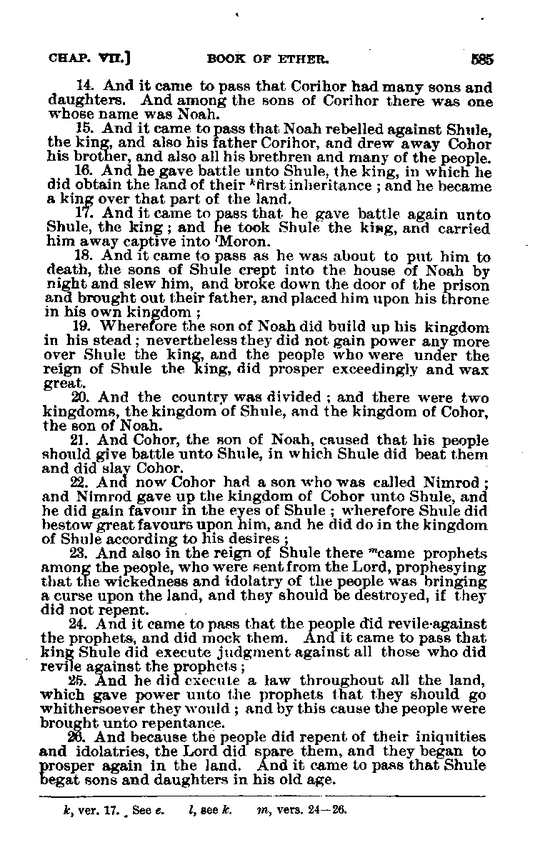 CHAP. VII.] BOOK OF ETHER. 585
14. And it came to pass that Corihor had many sons and
daughters. And among the sons of Corihor there was one
whose name was Noah.
15. And it came to pass that Noah rebelled against Shule,
the king, and also his father Corihor, and drew away Cohor
his brother, and also all his brethren and many of the people.
16. And he gave battle unto Shule, the king, in which he
did obtain the land of their ᵏfirst inheritance ; and he became
a king over that part of the land.
17. And it came to pass that he gave battle again unto
Shule, the king ; and he took Shule the king, and carried
him away captive into ˡMoron.
18. And it came to pass as he was about to put him to
death, the sons of Shule crept into the house of Noah by
night and slew him, and broke down the door of the prison
and brought out their father, and placed him upon his throne
in his own kingdom ;
19. Wherefore the son of Noah did build up his kingdom
in his stead ; nevertheless they did not gain power any more
over Shule the king, and the people who were under the
reign of Shule the king, did prosper exceedingly and wax
great.
20. And the country was divided ; and there were two
kingdoms, the kingdom of Shule, and the kingdom of Cohor,
the son of Noah.
21. And Cohor, the son of Noah, caused that his people
should give battle unto Shule, in which Shule did beat them
and did slay Cohor.
22. And now Cohor had a son who was called Nimrod ;
and Nimrod gave up the kingdom of Cohor unto Shule, and
he did gain favour in the eyes of Shule ; wherefore Shule did
bestow great favours upon him, and he did do in the kingdom
of Shule according to his desires ;
23. And also in the reign of Shule there ᵐcame prophets
among the people, who were sent from the Lord, prophesying
that the wickedness and idolatry of the people was bringing
a curse upon the land, and they should be destroyed, if they
did not repent.
24. And it came to pass that the people did revile against
the prophets, and did mock them. And it came to pass that
king Shule did execute judgment against all those who did
revile against the prophets ;
25. And he did execute a law throughout all the land,
which gave power unto the prophets that they should go
whithersoever they would ; and by this cause the people were
brought unto repentance.
26. And because the people did repent of their iniquities
and idolatries, the Lord did spare them, and they began to
prosper again in the land. And it came to pass that Shule
begat sons and daughters in his old age.
k, ver. 17. See e. l, see k. m, vers. 24—26.